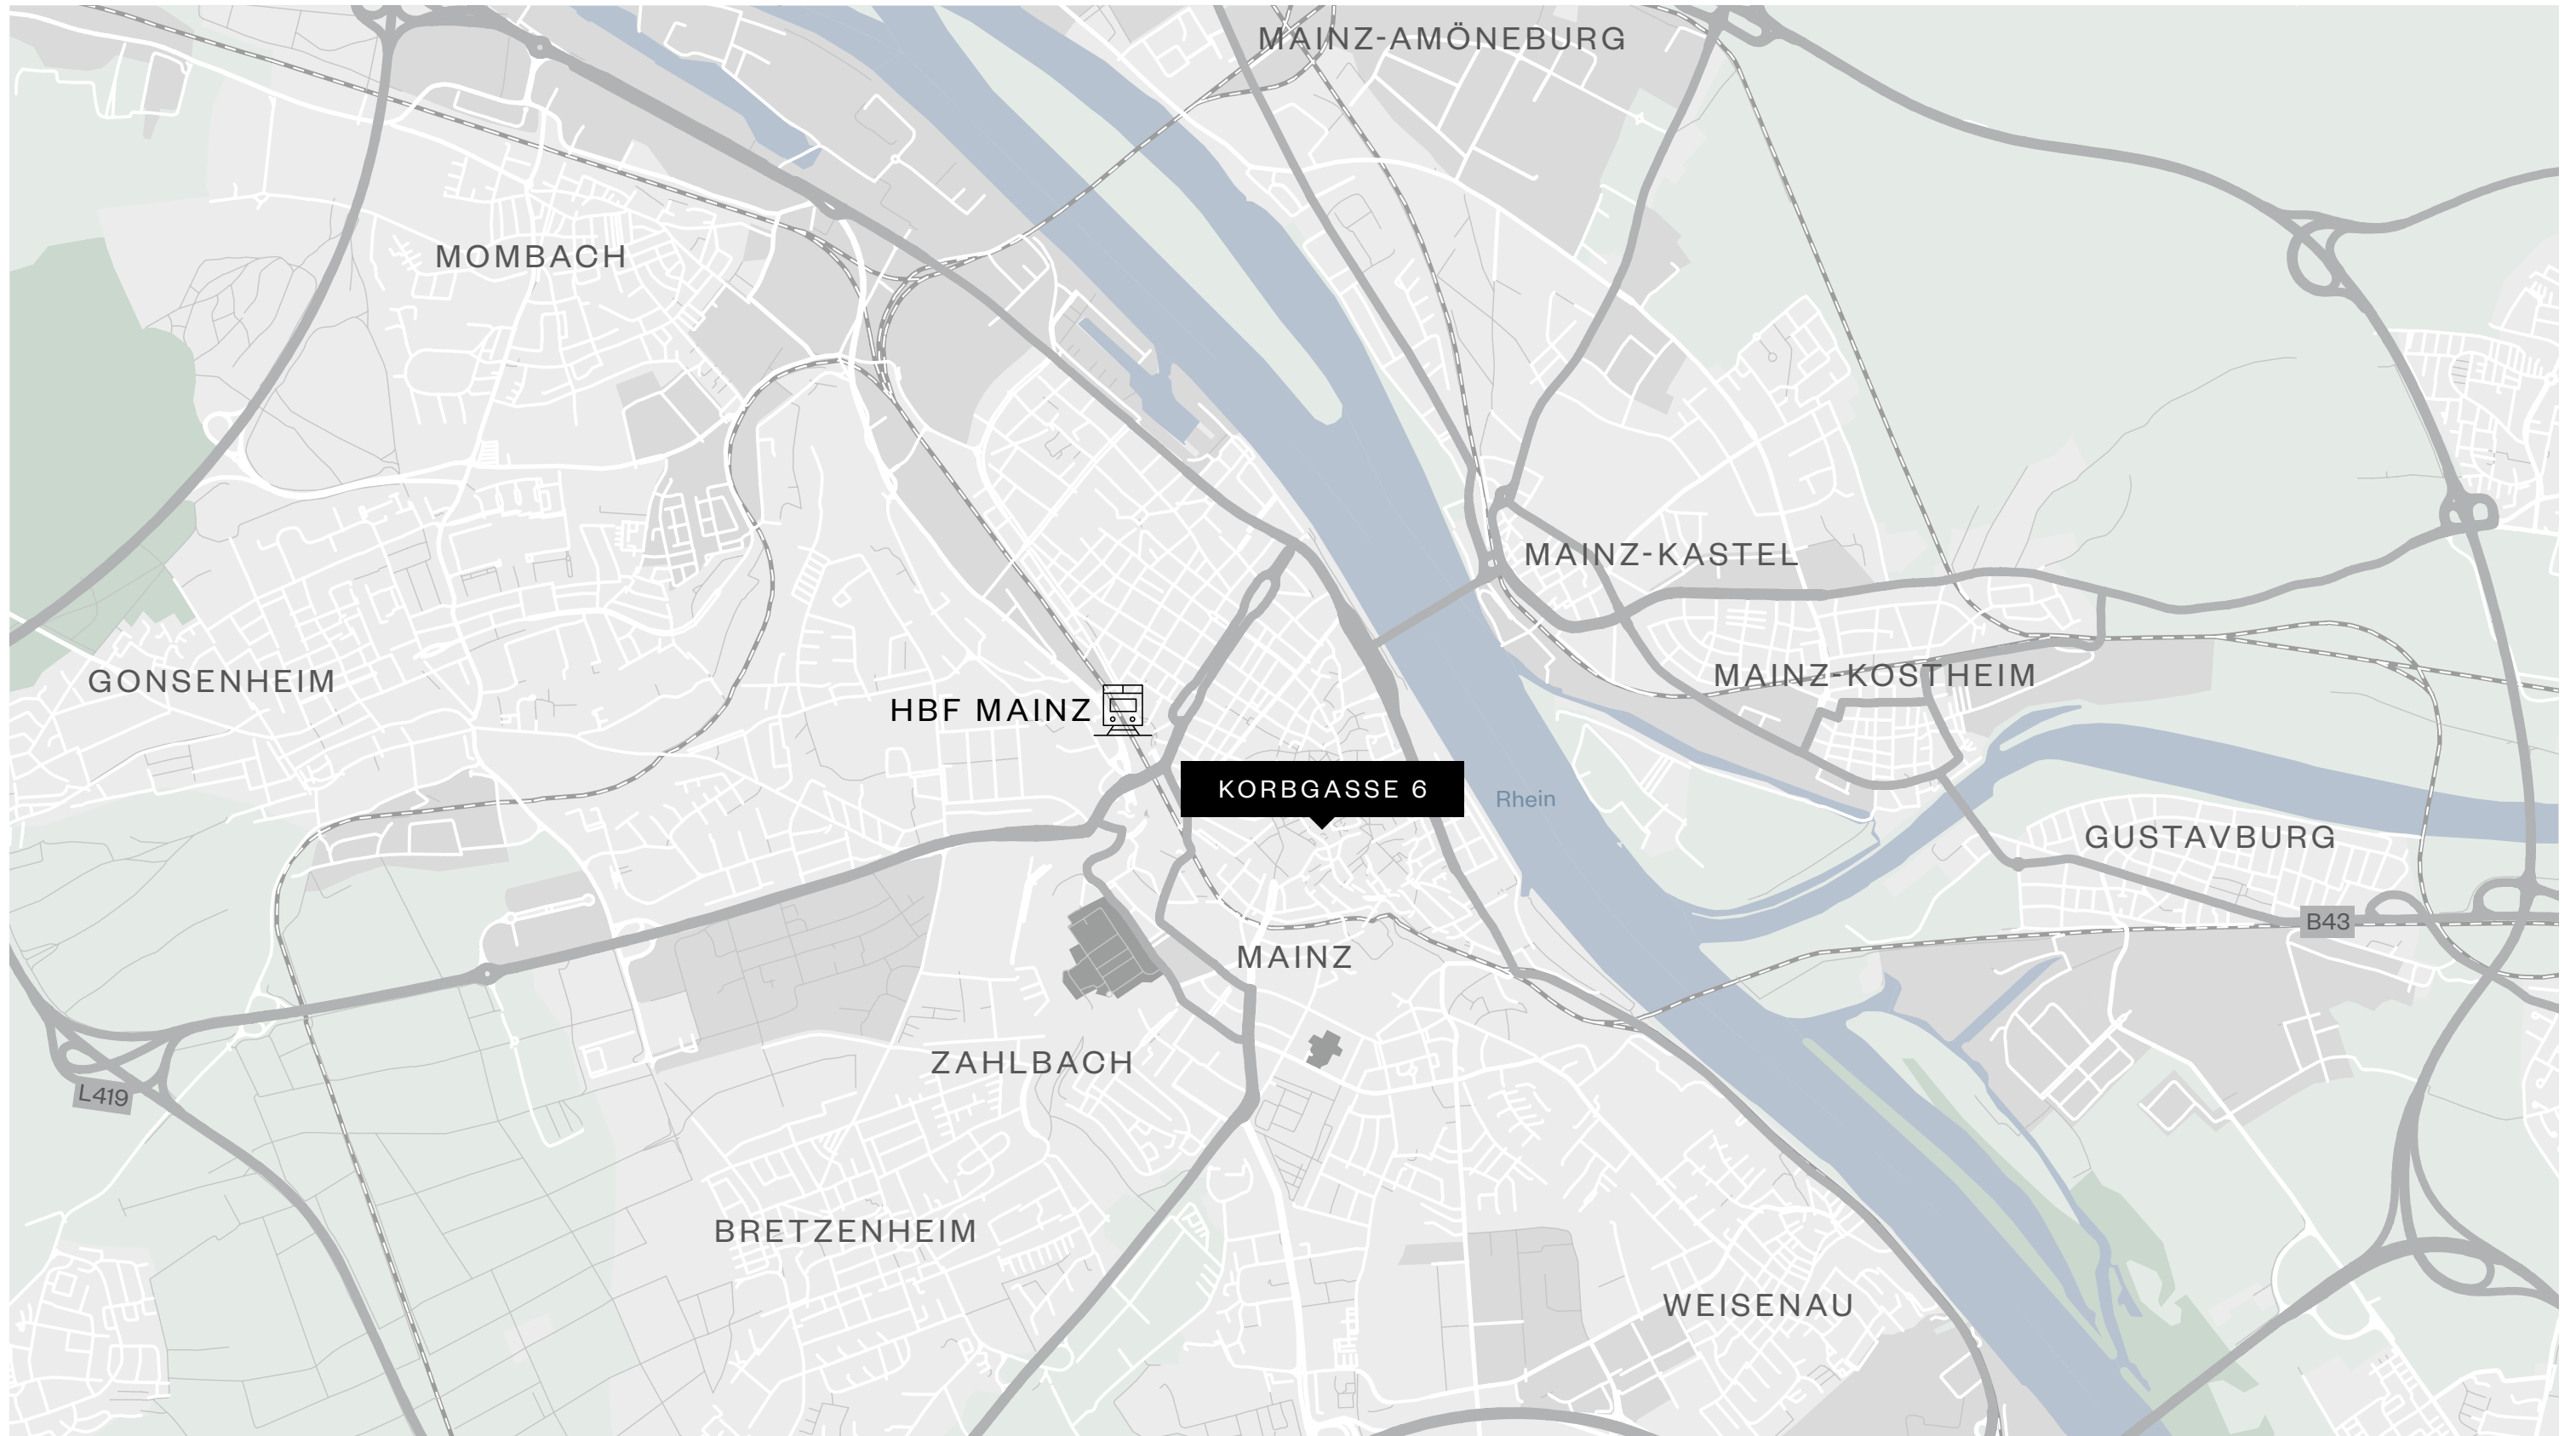 MAINZ-AMÖNEBURG
MOMBACH
MAINZ-KASTEL
MAINZ-KOSTHEIM
GONSENHEIM
HBF MAINZ
KORBGASSE 6
Rhein
GUSTAVBURG
B43
MAINZ
ZAHLBACH
L419
BRETZENHEIM
WEISENAU